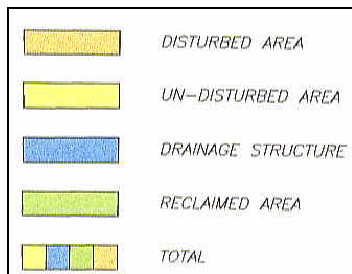 DISTURBED AREA
UN-DISTURBED AREA
DRAINAGE STRUCTURE
RECLAIMED AREA
TOTAL